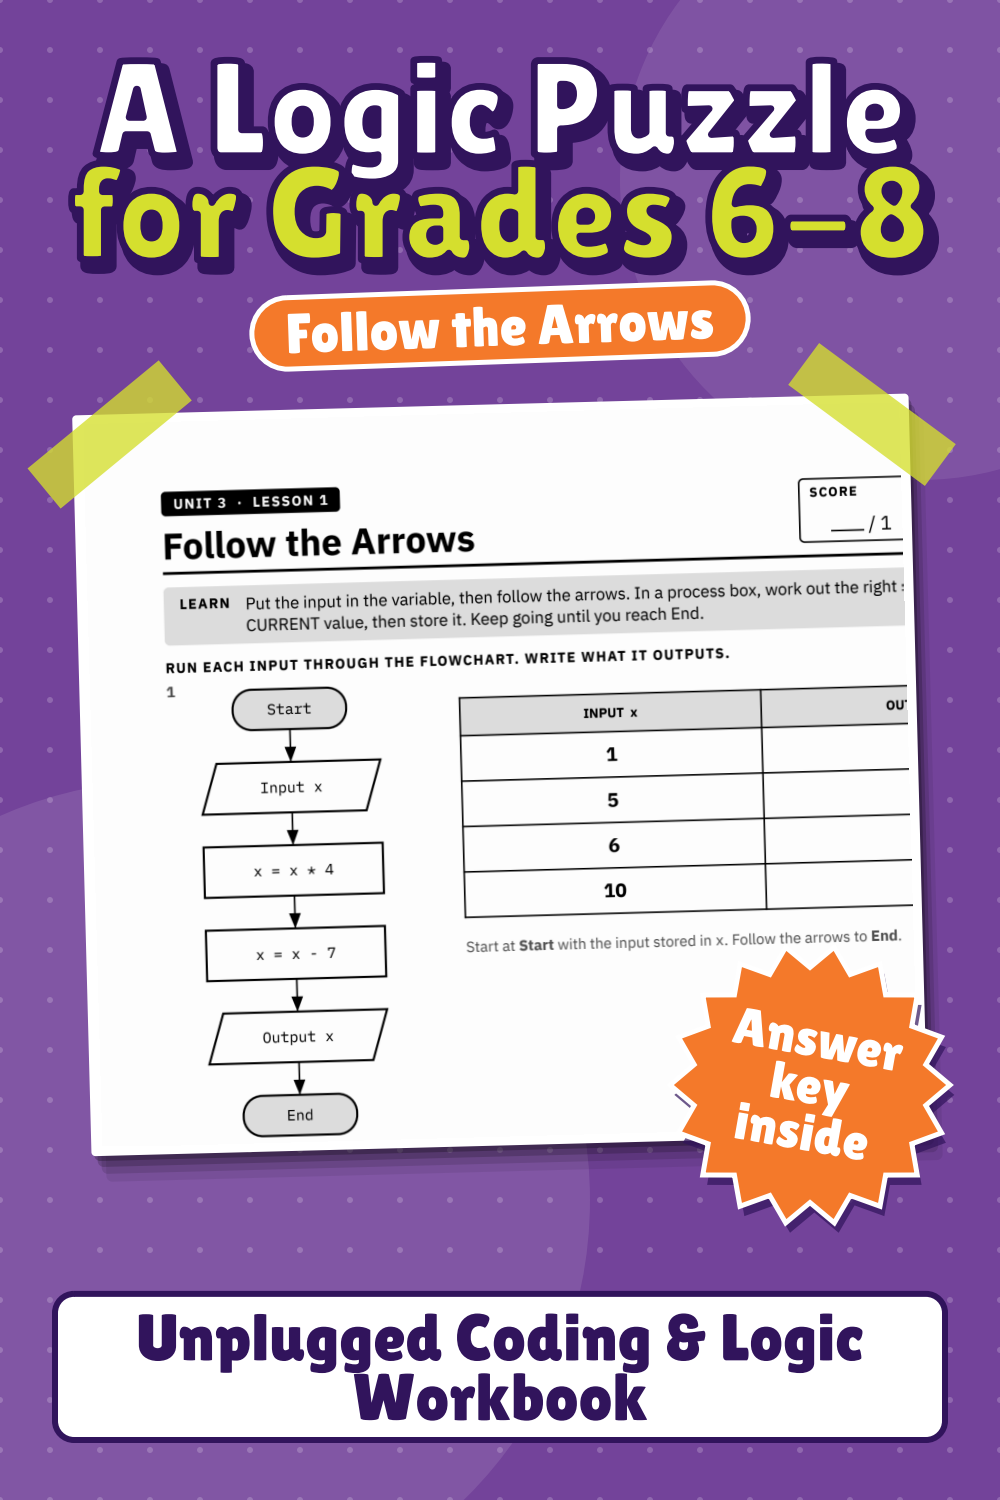 A Logic Puzzle
for Grades 6–8
Follow the Arrows
UNIT 3 · LESSON 1
SCORE
/ 1
Follow the Arrows
LEARN Put the input in the variable, then follow the arrows. In a process box, work out the right
CURRENT value, then store it. Keep going until you reach End.
RUN EACH INPUT THROUGH THE FLOWCHART. WRITE WHAT IT OUTPUTS.
1
Start
Input x
x = x * 4
x = x - 7
Output x
End
INPUT x
1
5
6
10
Start at Start with the input stored in x. Follow the arrows to End.
Answer
key
inside
Unplugged Coding & Logic
Workbook